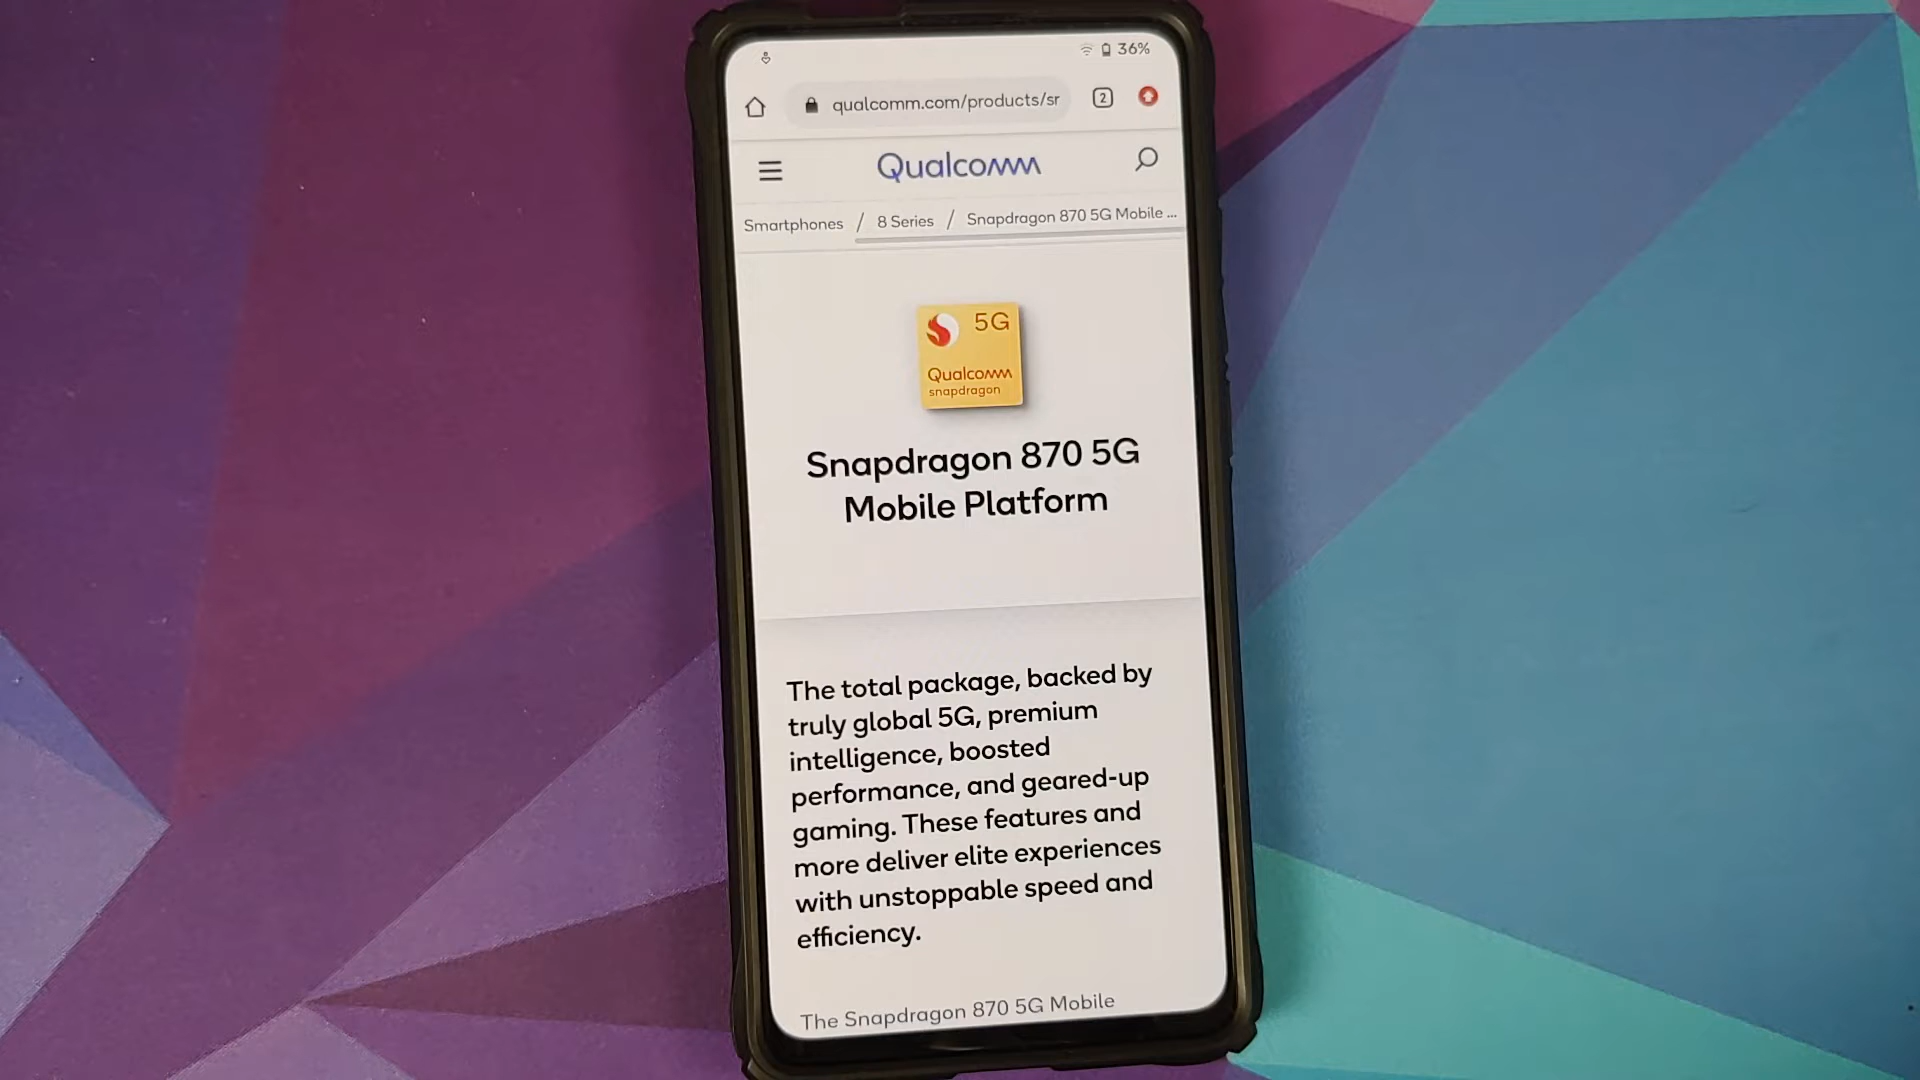 36%
qualcomm.com/products/sr
2
Qualcomm
Smartphones / 8 Series / Snapdragon 870 5G Mobile ...
5G
Qualcomm
snapdragon
Snapdragon 870 5G
Mobile Platform
The total package, backed by
truly global 5G, premium
intelligence, boosted
performance, and geared-up
gaming. These features and
more deliver elite experiences
with unstoppable speed and
efficiency.
The Snapdragon 870 5G Mobile